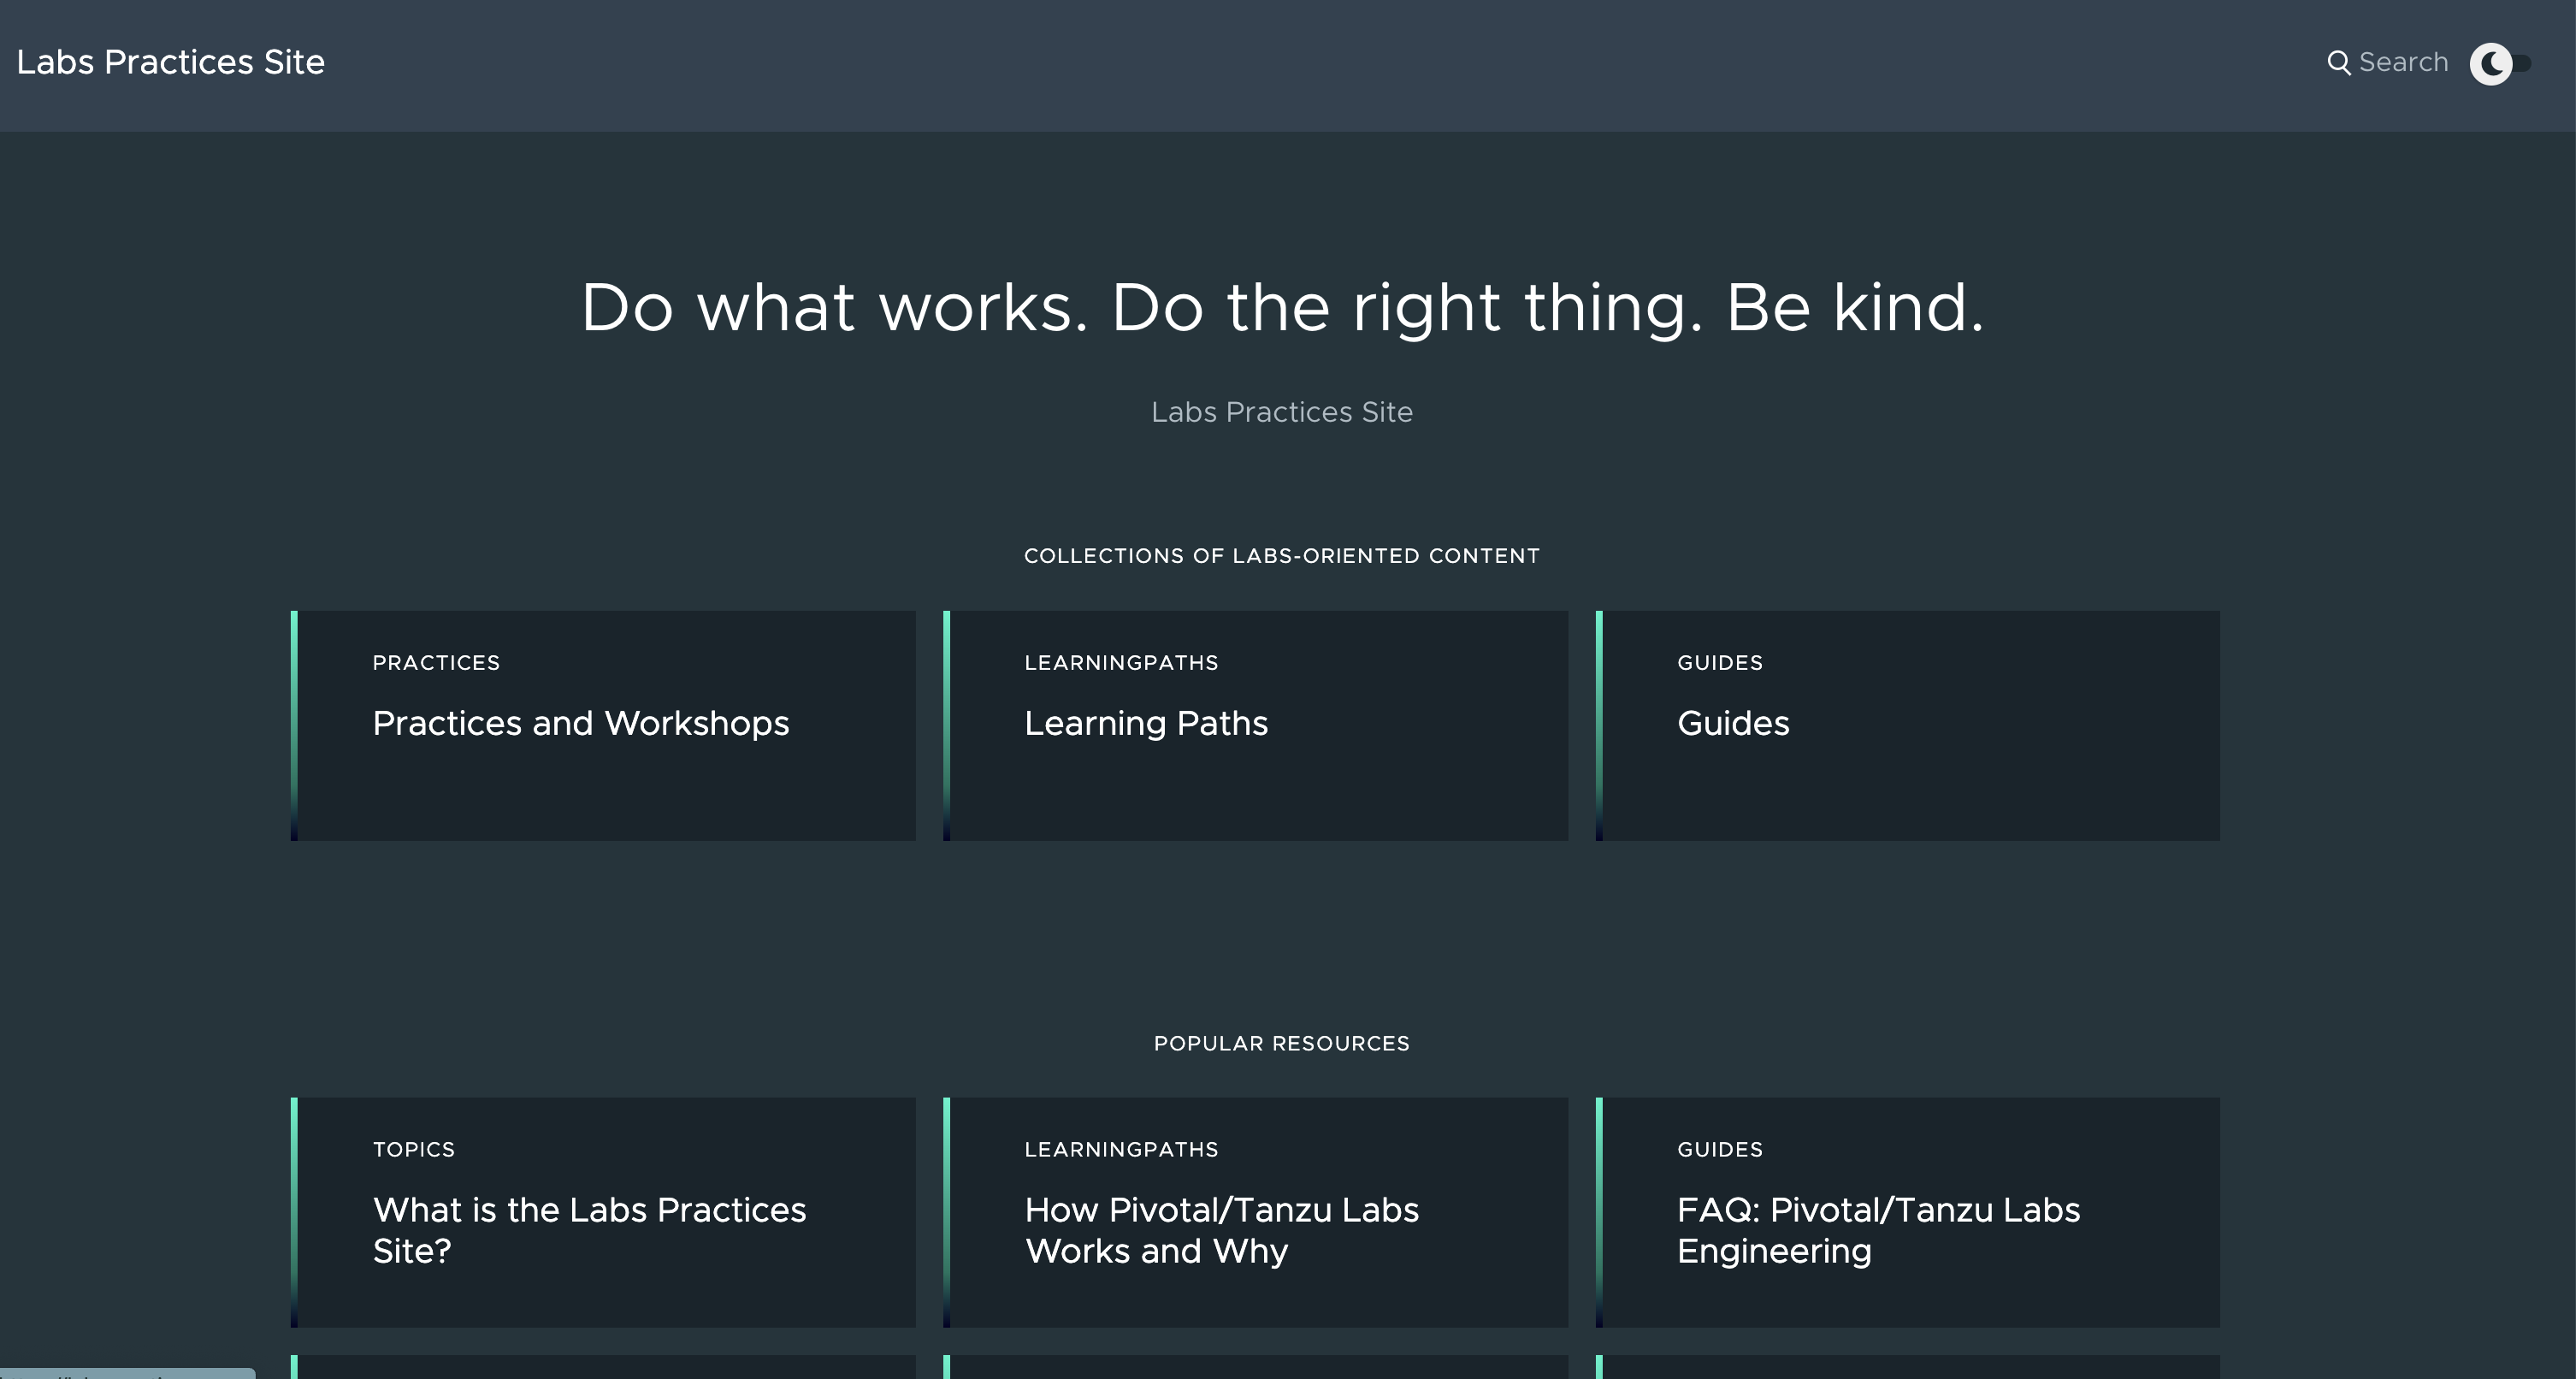 Labs Practices Site
Search
Do what works. Do the right thing. Be kind.
Labs Practices Site
COLLECTIONS OF LABS-ORIENTED CONTENT
PRACTICES
Practices and Workshops
LEARNINGPATHS
Learning Paths
GUIDES
Guides
POPULAR RESOURCES
TOPICS
What is the Labs Practices
Site?
LEARNINGPATHS
How Pivotal/Tanzu Labs
Works and Why
GUIDES
FAQ: Pivotal/Tanzu Labs
Engineering